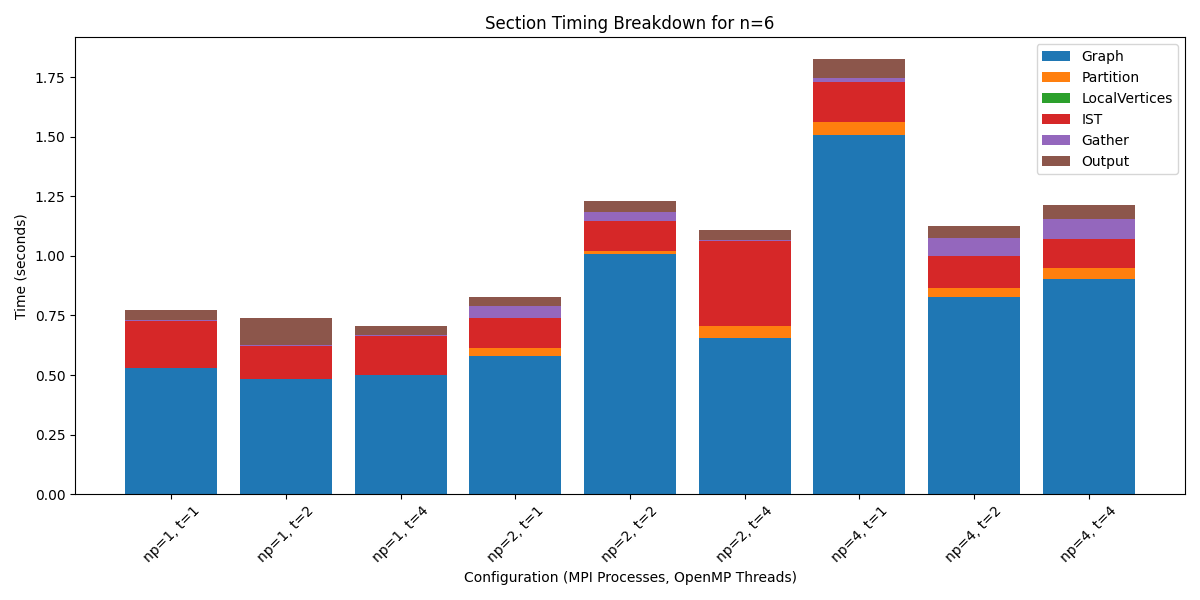 Section Timing Breakdown for n=6
Graph
Partition
LocalVertices
IST
Gather
Output
Time (seconds)
1.75
1.50
1.25
1.00
0.75
0.50
0.25
0.00
np=1, t=1
np=1, t=2
np=1, t=4
np=2, t=1
np=2, t=2
np=2, t=4
np=4, t=1
np=4, t=2
np=4, t=4
Configuration (MPI Processes, OpenMP Threads)